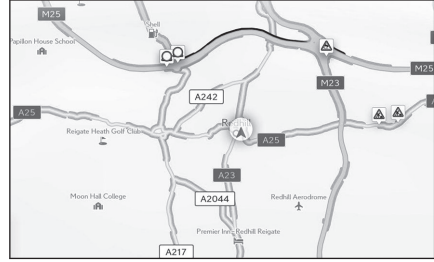 M25
Shell
Papillon House School
M25
M23
A242
A25
Reigate Heath Golf Club
Redhill
A25
A23
Moon Hall College
A2044
Redhill Aerodrome
Premier Inn - Redhill Reigate
A217